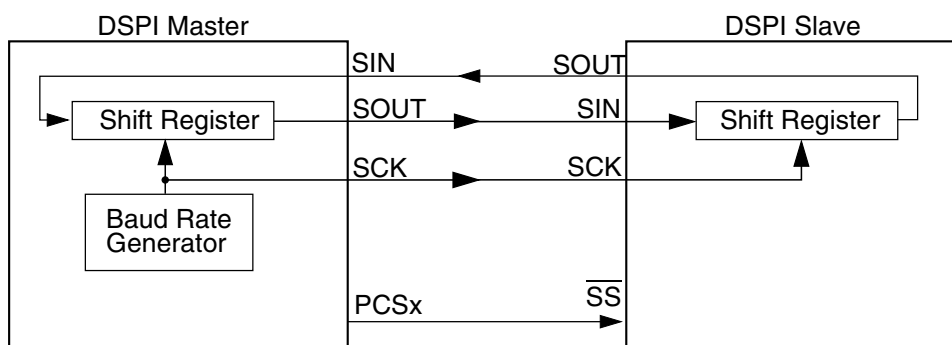 DSPI Master
DSPI Slave
SIN
SOUT
Shift Register
SOUT
SIN
Shift Register
SCK
SCK
Baud Rate
Generator
PCSx
SS